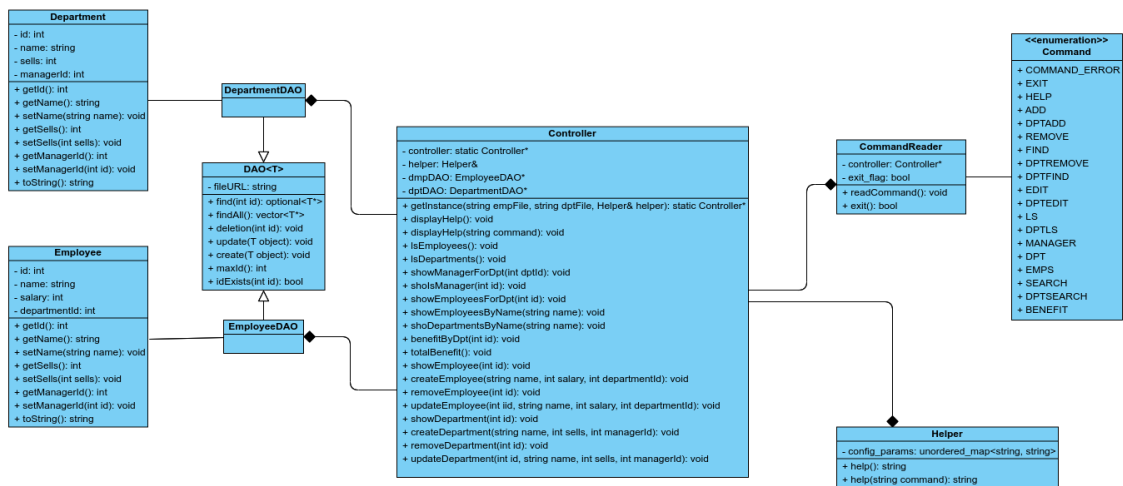 Department
- id: int
- name: string
- sells: int
- managerId: int
+ getId(): int
+ getName(): string
+ setName(string name): void
+ getSells(): int
+ setSells(int sells): void
+ getManagerId(): int
+ setManagerId(int id): void
+ toString(): string
DepartmentDAO
DAO<T>
- fileURL: string
+ find(int id): optional<T*>
+ findAll(): vector<T*>
+ deletion(int id): void
+ update(T object): void
+ create(T object): void
+ maxId(): int
+ idExists(int id): bool
Employee
- id: int
- name: string
- salary: int
- departmentId: int
+ getId(): int
+ getName(): string
+ setName(string name): void
+ getSells(): int
+ setSells(int sells): void
+ getManagerId(): int
+ setManagerId(int id): void
+ toString(): string
EmployeeDAO
Controller
- controller: static Controller*
- helper: Helper&
- dmpDAO: EmployeeDAO*
- dptDAO: DepartmentDAO*
+ getInstance(string empFile, string dptFile, Helper& helper): static Controller*
+ displayHelp(): void
+ displayHelp(string command): void
+ lsEmployees(): void
+ lsDepartments(): void
+ showManagerForDpt(int dptId): void
+ shoIsManager(int id): void
+ showEmployeesForDpt(int id): void
+ showEmployeesByName(string name): void
+ shoDepartmentsByName(string name): void
+ benefitByDpt(int id): void
+ totalBenefit(): void
+ showEmployee(int id): void
+ createEmployee(string name, int salary, int departmentId): void
+ removeEmployee(int id): void
+ updateEmployee(int iid, string name, int salary, int departmentId): void
+ showDepartment(int id): void
+ createDepartment(string name, int sells, int managerId): void
+ removeDepartment(int id): void
+ updateDepartment(int id, string name, int sells, int managerId): void
CommandReader
- controller: Controller*
- exit_flag: bool
+ readCommand(): void
+ exit(): bool
<<enumeration>>
Command
+ COMMAND_ERROR
+ EXIT
+ HELP
+ ADD
+ DPTADD
+ REMOVE
+ FIND
+ DPTREMOVE
+ DPTFIND
+ EDIT
+ DPTEDIT
+ LS
+ DPTLS
+ MANAGER
+ DPT
+ EMPS
+ SEARCH
+ DPTSEARCH
+ BENEFIT
Helper
- config_params: unordered_map<string, string>
+ help(): string
+ help(string command): string